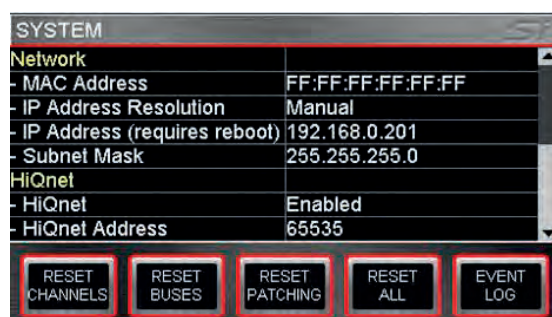 SYSTEM
Network
- MAC Address FF:FF:FF:FF:FF:FF
- IP Address Resolution Manual
- IP Address (requires reboot) 192.168.0.201
- Subnet Mask 255.255.255.0
HiQnet
- HiQnet Enabled
- HiQnet Address 65535
RESET CHANNELS
RESET BUSES
RESET PATCHING
RESET ALL
EVENT LOG